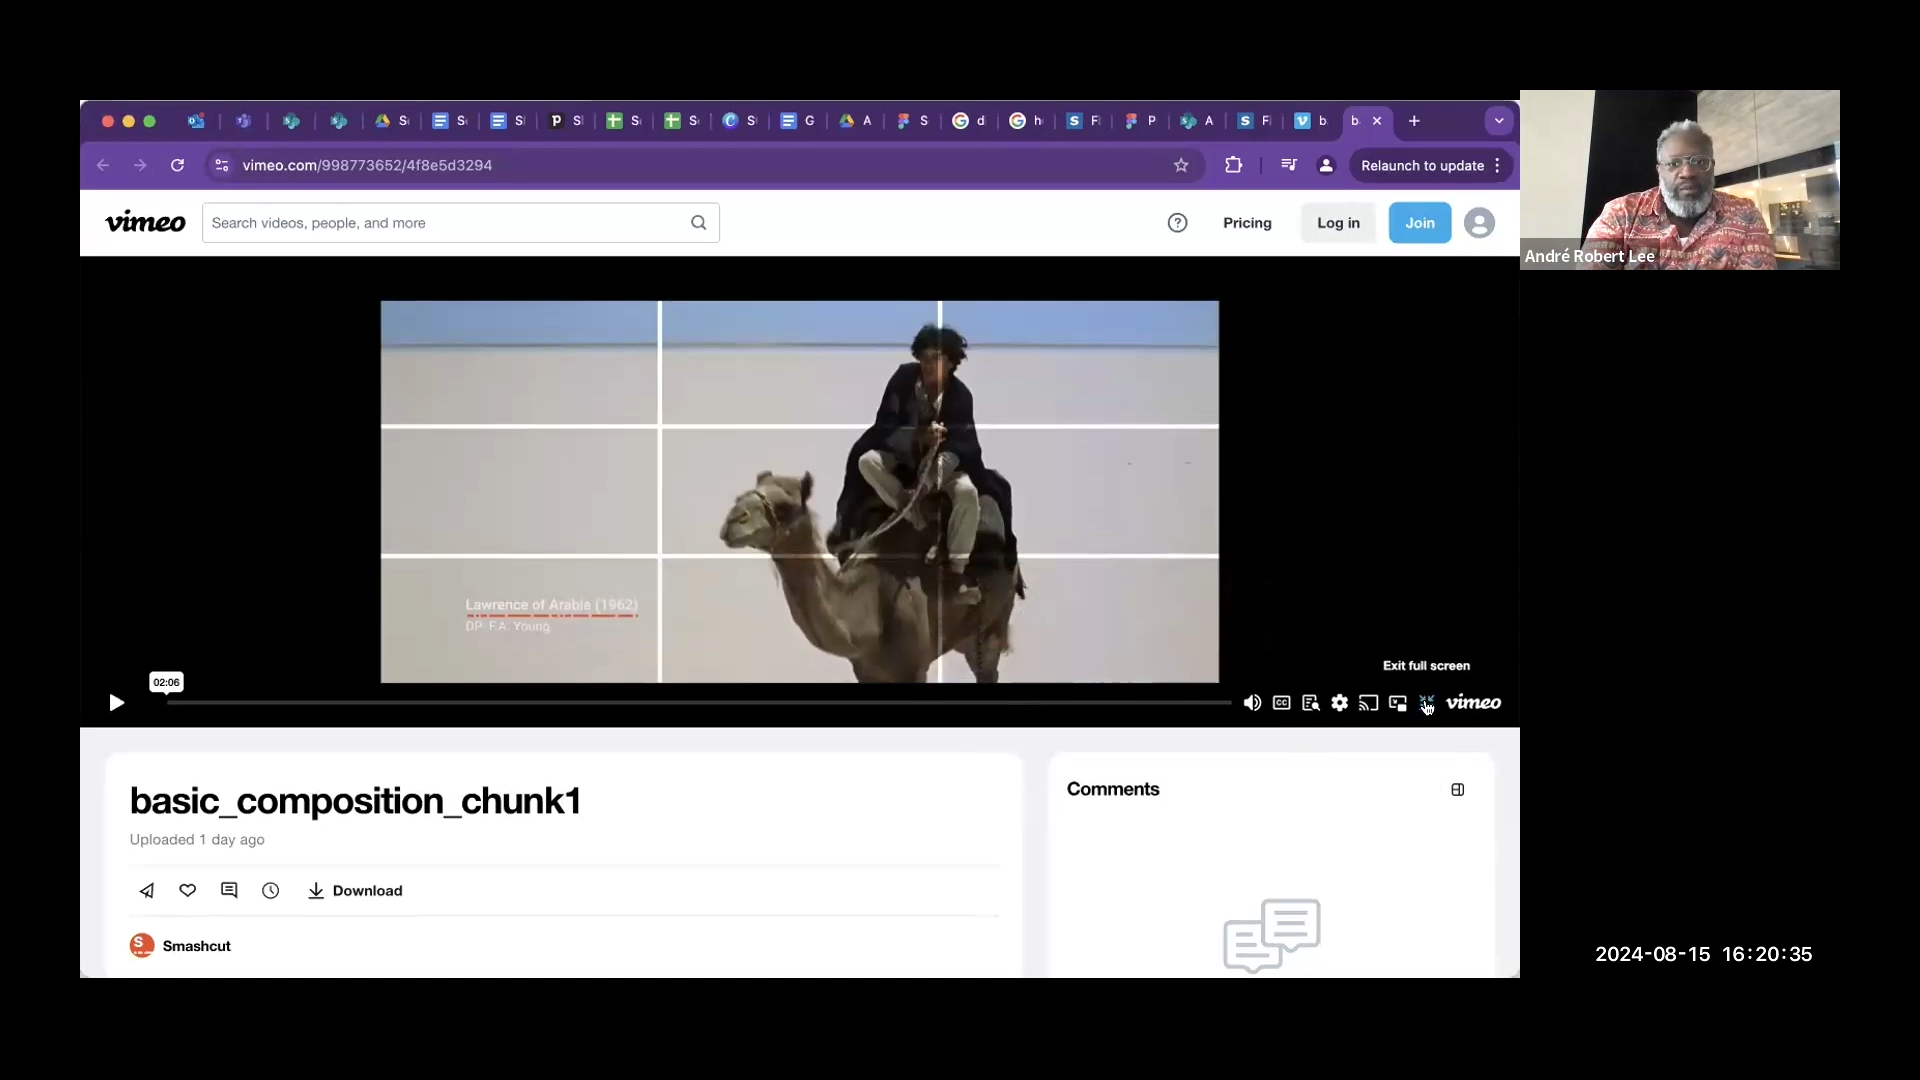 S
S
S
p S
S
S
C S
G
A
S
G d
G h
S F
P
A
S F
b
b
vimeo.com/998773652/4f8e5d3294
Relaunch to update
vimeo
Search videos, people, and more
Pricing
Log in
Join
André Robert Lee
Lawrence of Arabia (1962)
DP: F.A. Young
Exit full screen
02:06
CC
vimeo
basic_composition_chunk1
Comments
Uploaded 1 day ago
Download
S
Smashcut
2024-08-15 16:20:35